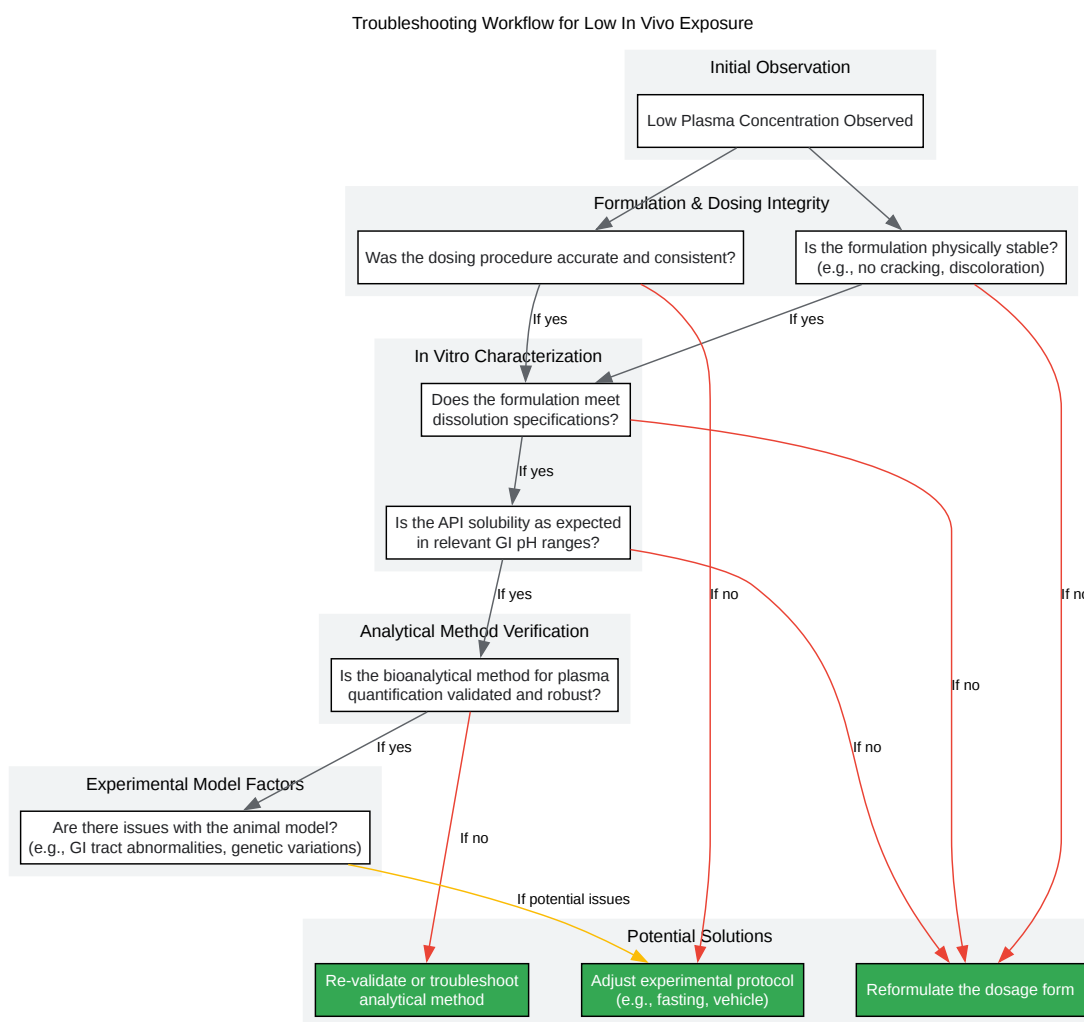 Troubleshooting Workflow for Low In Vivo Exposure
Initial Observation
Low Plasma Concentration Observed
Formulation & Dosing Integrity
Was the dosing procedure accurate and consistent?
Is the formulation physically stable?
(e.g., no cracking, discoloration)
If yes
If yes
In Vitro Characterization
Does the formulation meet
dissolution specifications?
If yes
Is the API solubility as expected
in relevant GI pH ranges?
If yes
If no
If no
Analytical Method Verification
Is the bioanalytical method for plasma
quantification validated and robust?
If no
If yes
If no
Experimental Model Factors
Are there issues with the animal model?
(e.g., GI tract abnormalities, genetic variations)
If no
If potential issues
Potential Solutions
Re-validate or troubleshoot
analytical method
Adjust experimental protocol
(e.g., fasting, vehicle)
Reformulate the dosage form